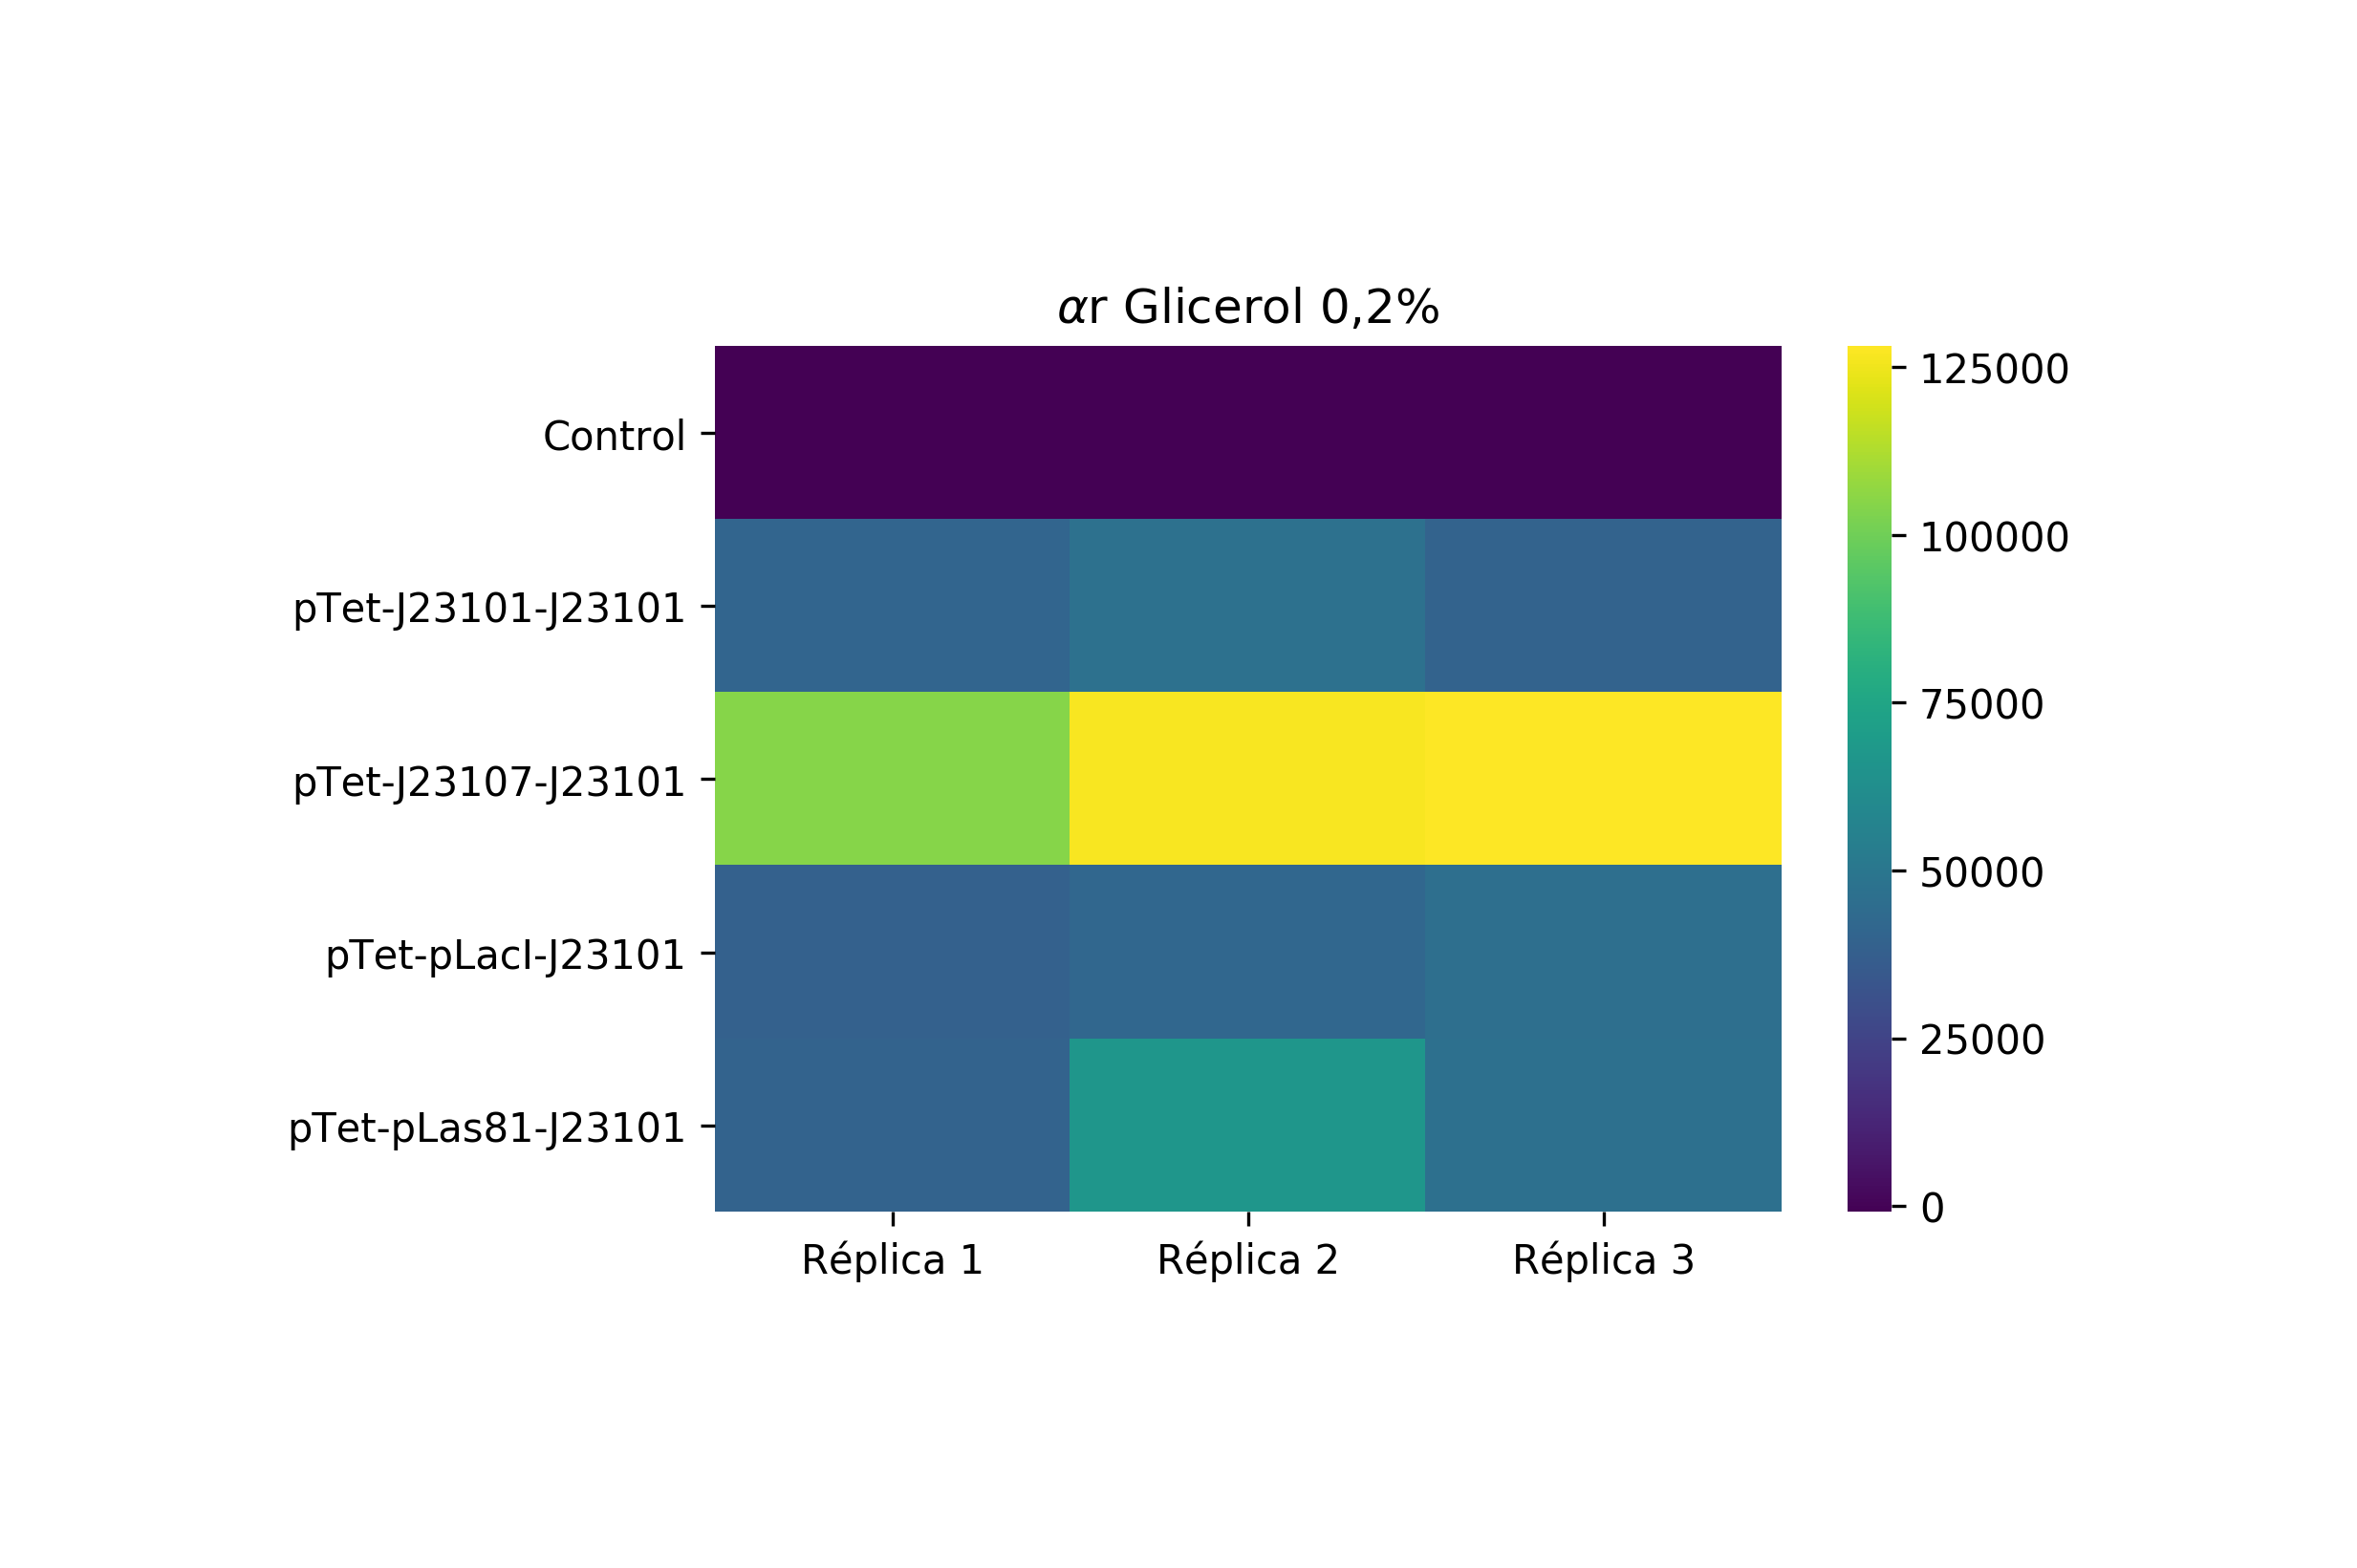 αr Glicerol 0,2%
Control
pTet-J23101-J23101
pTet-J23107-J23101
pTet-pLacI-J23101
pTet-pLas81-J23101
Réplica 1 Réplica 2 Réplica 3
125000
100000
75000
50000
25000
0